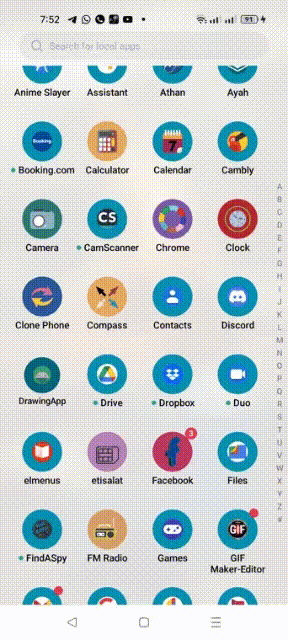 7:52
91
Search for local apps
Anime Slayer Assistant Athan Ayah
Booking.com Calculator Calendar Cambly
Camera CamScanner Chrome Clock
Clone Phone Compass Contacts Discord
DrawingApp Drive Dropbox Duo
elmenus etisalat Facebook Files
FindASpy FM Radio Games GIF
Maker-Editor
Booking
7
CS
3
GIF
A
B
C
D
E
F
G
H
I
J
K
L
M
N
O
P
Q
R
S
T
U
V
W
X
Y
Z
#